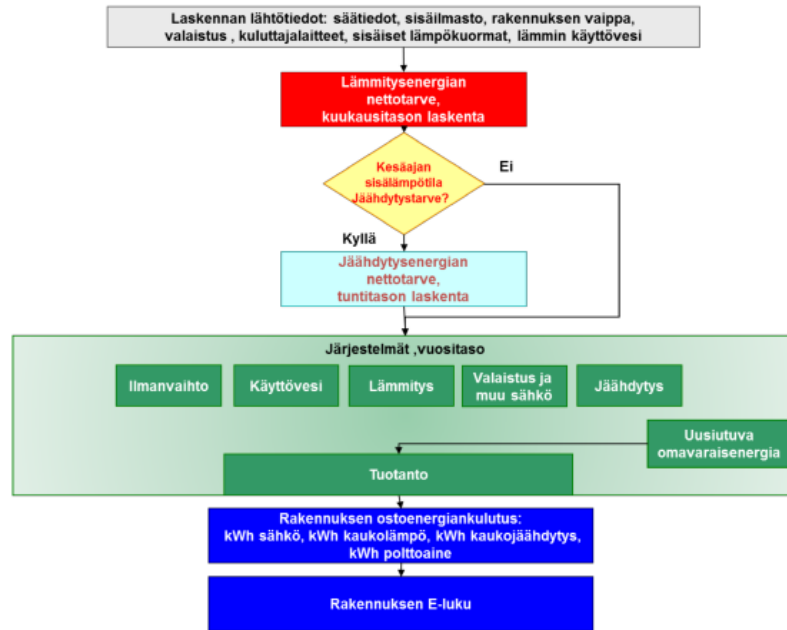 Laskennan lähtötiedot: säätiedot, sisäilmasto, rakennuksen vaippa,
valaistus , kuluttajalaitteet, sisäiset lämpökuormat, lämmin käyttövesi
Lämmitysenergian
nettotarve,
kuukausitason laskenta
Kesäajan
sisälämpötila
Jäähdytystarve?
Ei
Kyllä
Jäähdytysenergian
nettotarve,
tuntitason laskenta
Järjestelmät ,vuositaso
Ilmanvaihto
Käyttövesi
Lämmitys
Valaistus ja
muu sähkö
Jäähdytys
Uusiutuva
omavaraisenergia
Tuotanto
Rakennuksen ostoenergiankulutus:
kWh sähkö, kWh kaukolämpö, kWh kaukojäähdytys,
kWh polttoaine
Rakennuksen E-luku